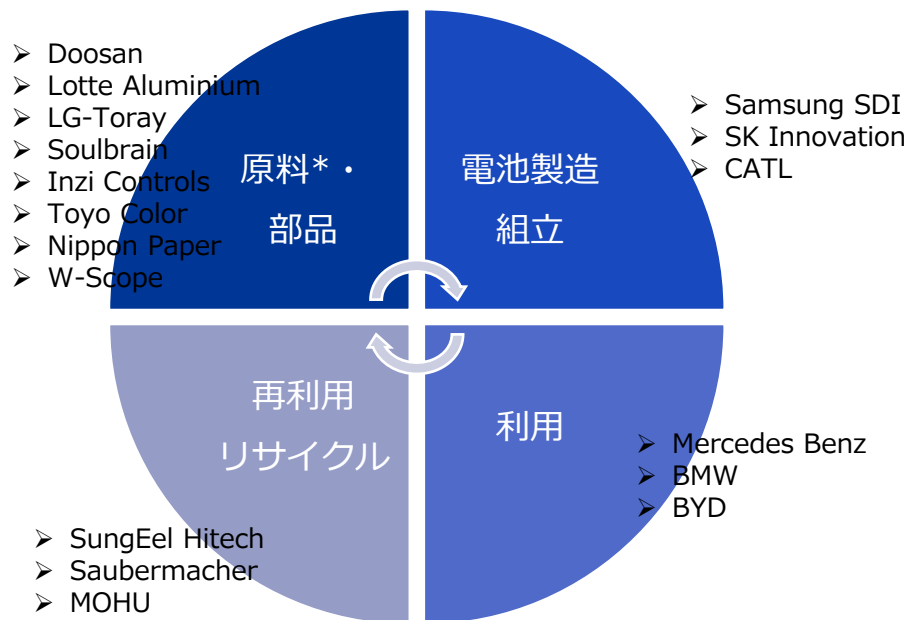 ➢ Doosan
➢ Lotte Aluminium
➢ LG-Toray
➢ Soulbrain
➢ Inzi Controls
➢ Toyo Color
➢ Nippon Paper
➢ W-Scope
原料*・
部品
電池製造
組立
➢ Samsung SDI
➢ SK Innovation
➢ CATL
再利用
リサイクル
➢ SungEel Hitech
➢ Saubermacher
➢ MOHU
利用
➢ Mercedes Benz
➢ BMW
➢ BYD